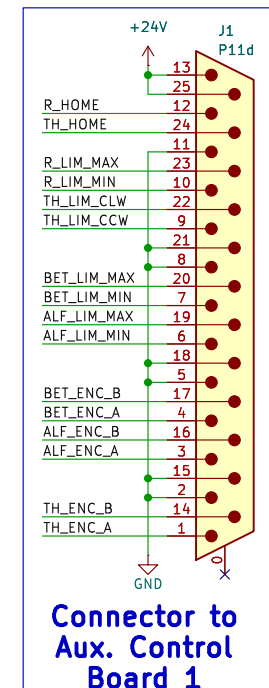 +24V
J1
P11d
13
25
R_HOME 12
TH_HOME 24
11
R_LIM_MAX 23
R_LIM_MIN 10
TH_LIM_CLW 22
TH_LIM_CCW 9
21
8
BET_LIM_MAX 20
BET_LIM_MIN 7
ALF_LIM_MAX 19
ALF_LIM_MIN 6
18
5
BET_ENC_B 17
BET_ENC_A 4
ALF_ENC_B 16
ALF_ENC_A 3
15
2
TH_ENC_B 14
TH_ENC_A 1
0
GND
Connector to
Aux. Control
Board 1